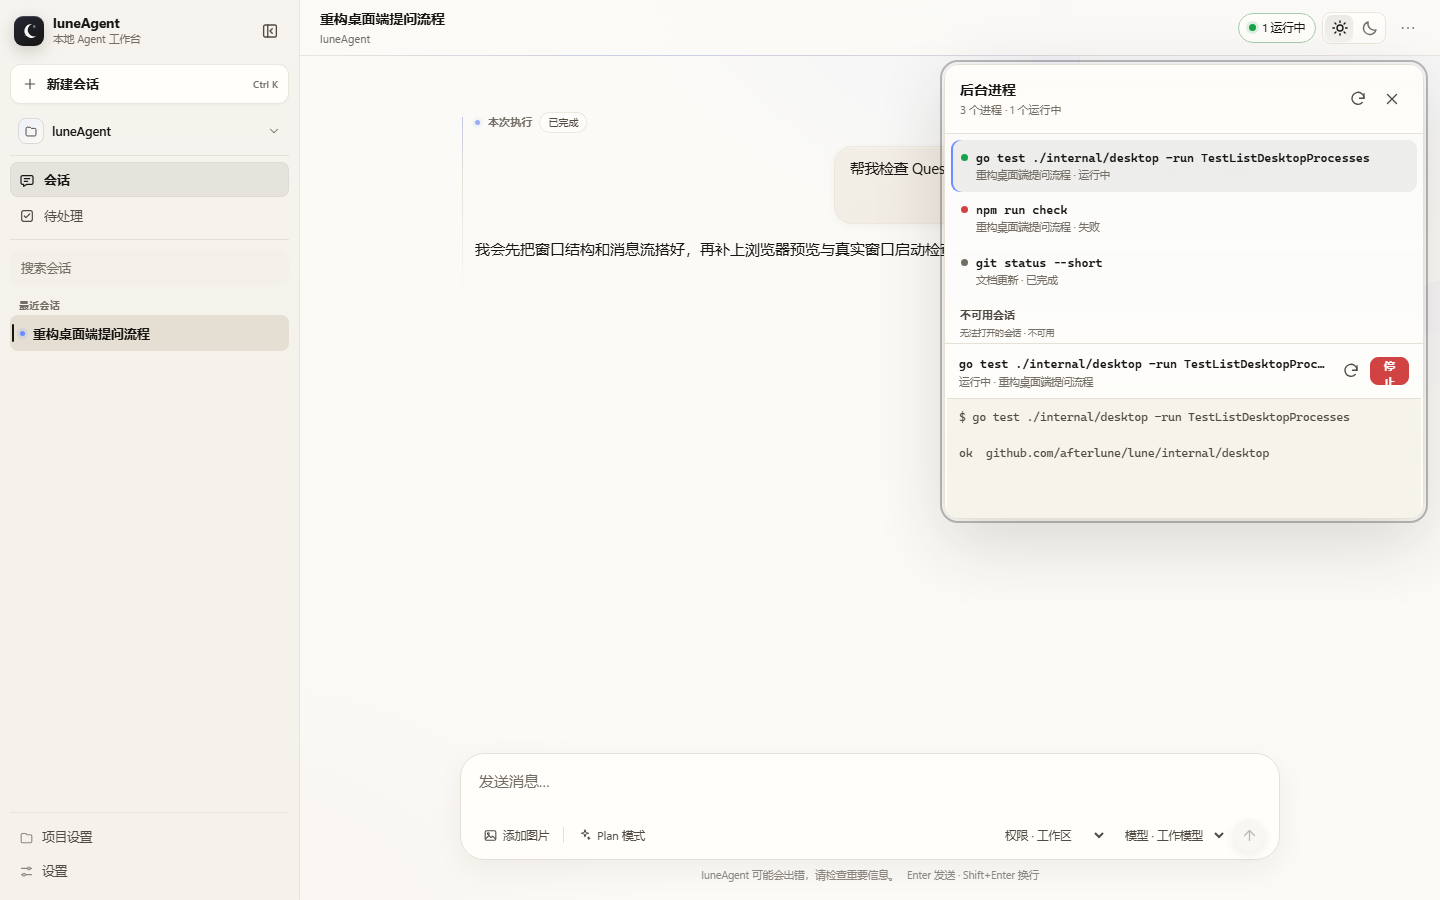 luneAgent
本地 Agent 工作台
新建会话
Ctrl K
luneAgent
会话
待处理
搜索会话
最近会话
重构桌面端提问流程
项目设置
设置
重构桌面端提问流程
luneAgent
1 运行中
本次执行
已完成
帮我检查 Ques
我会先把窗口结构和消息流搭好，再补上浏览器预览与真实窗口启动检
后台进程
3 个进程 · 1 个运行中
go test ./internal/desktop -run TestListDesktopProcesses
重构桌面端提问流程 · 运行中
npm run check
重构桌面端提问流程 · 失败
git status --short
文档更新 · 已完成
不可用会话
无法打开的会话 · 不可用
go test ./internal/desktop -run TestListDesktopProc…
运行中 · 重构桌面端提问流程
停
止
$ go test ./internal/desktop -run TestListDesktopProcesses
ok  github.com/afterlune/lune/internal/desktop
发送消息...
添加图片
Plan 模式
权限 · 工作区
模型 · 工作模型
luneAgent 可能会出错，请检查重要信息。 Enter 发送 · Shift+Enter 换行